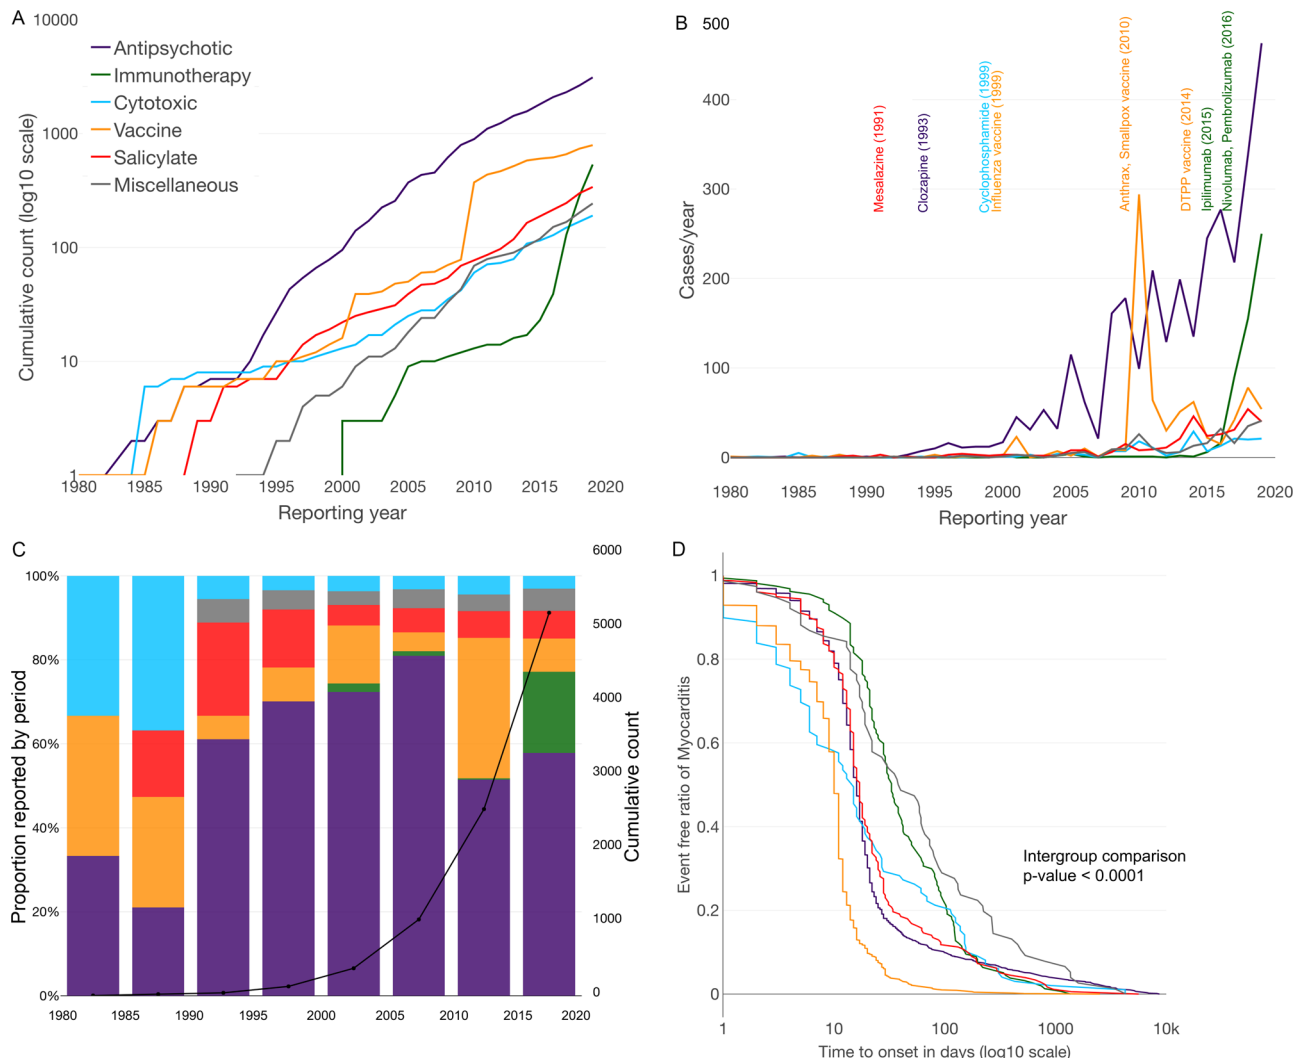 A
10000
1000
100
10
1
Cumulative count (log10 scale)
Antipsychotic
Immunotherapy
Cytotoxic
Vaccine
Salicylate
Miscellaneous
1980 1985 1990 1995 2000 2005 2010 2015 2020
Reporting year
B
500
400
300
200
100
0
Cases/year
Mesalazine (1991)
Clozapine (1993)
Cyclophosphamide (1999)
Influenza vaccine (1999)
Anthrax, Smallpox vaccine (2010)
DTPP vaccine (2014)
Ipilimumab (2015)
Nivolumab, Pembrolizumab (2016)
1980 1985 1990 1995 2000 2005 2010 2015 2020
Reporting year
C
100%
80%
60%
40%
20%
0%
Proportion reported by period
6000
5000
4000
3000
2000
1000
0
Cumulative count
1980 1985 1990 1995 2000 2005 2010 2015 2020
D
1
0.8
0.6
0.4
0.2
0
Event free ratio of Myocarditis
Intergroup comparison
p-value < 0.0001
1 10 100 1000 10k
Time to onset in days (log10 scale)